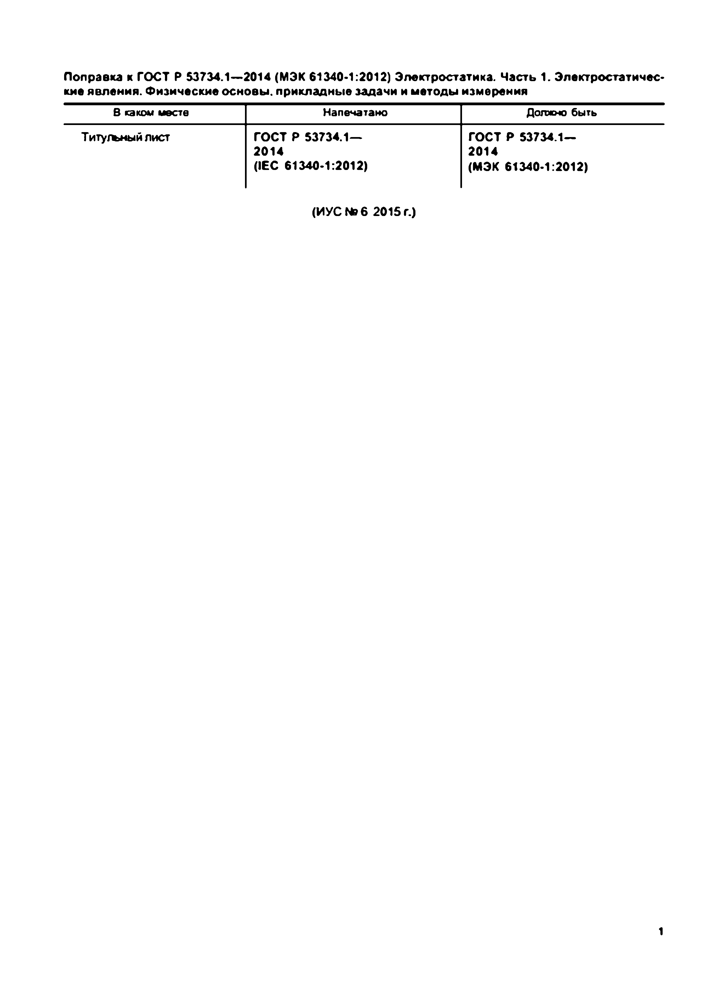 Поправка к ГОСТ Р 53734.1—2014 (МЭК 61340-1:2012) Электростатика. Часть 1. Электростатичес-
кие явления. Физические основы, прикладные задачи и методы измерения
В каком месте Напечатано Должно быть
Титульный лист ГОСТ Р 53734.1— ГОСТ Р 53734.1—
2014 2014
(IEC 61340-1:2012) (МЭК 61340-1:2012)
(ИУС № 6 2015 г.)
1